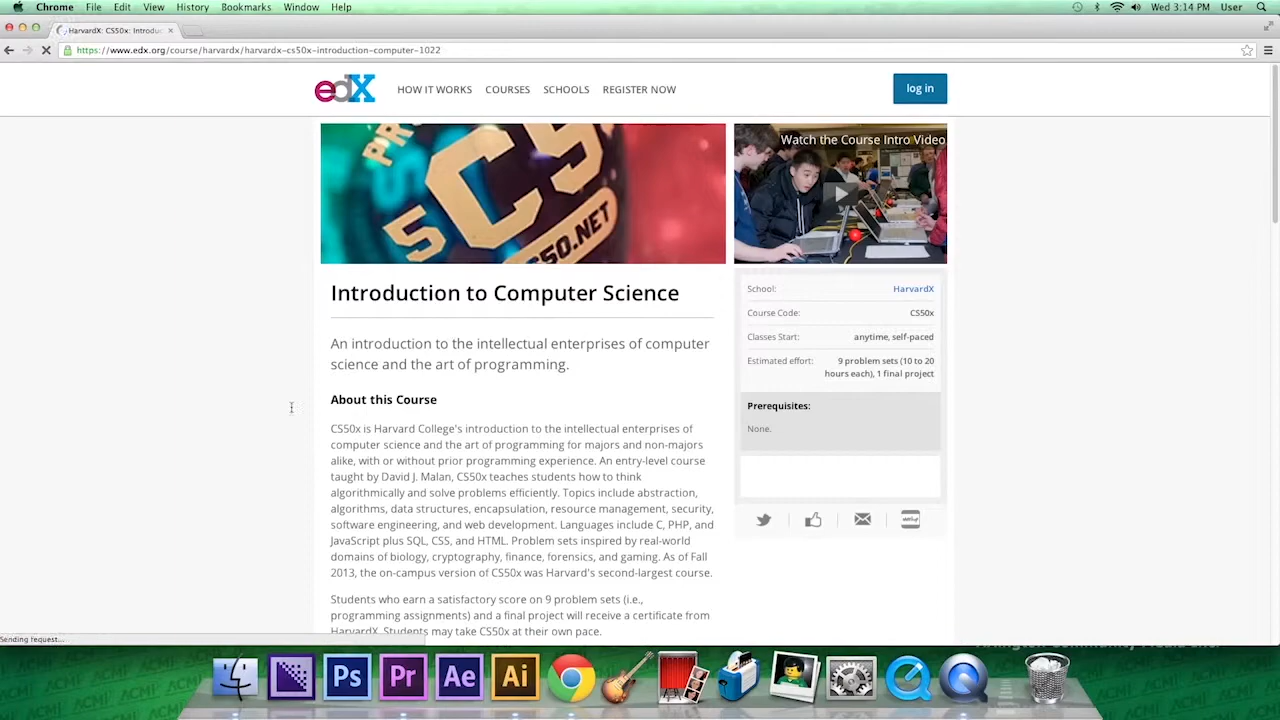 Chrome File Edit View History Bookmarks Window Help Wed 3:14 PM User
HarvardX: CS50x: Introduc
https://www.edx.org/course/harvardx/harvardx-cs50x-introduction-computer-1022
edX HOW IT WORKS COURSES SCHOOLS REGISTER NOW log in
CS
5
CS50.NET
Watch the Course Intro Video
Introduction to Computer Science
An introduction to the intellectual enterprises of computer
science and the art of programming.
About this Course
CS50x is Harvard College's introduction to the intellectual enterprises of
computer science and the art of programming for majors and non-majors
alike, with or without prior programming experience. An entry-level course
taught by David J. Malan, CS50x teaches students how to think
algorithmically and solve problems efficiently. Topics include abstraction,
algorithms, data structures, encapsulation, resource management, security,
software engineering, and web development. Languages include C, PHP, and
JavaScript plus SQL, CSS, and HTML. Problem sets inspired by real-world
domains of biology, cryptography, finance, forensics, and gaming. As of Fall
2013, the on-campus version of CS50x was Harvard's second-largest course.
Students who earn a satisfactory score on 9 problem sets (i.e.,
programming assignments) and a final project will receive a certificate from
HarvardX. Students may take CS50x at their own pace.
School: HarvardX
Course Code: CS50x
Classes Start: anytime, self-paced
Estimated effort: 9 problem sets (10 to 20
hours each), 1 final project
Prerequisites:
None.
Sending request...
Ps Pr Ae Ai
ACMi